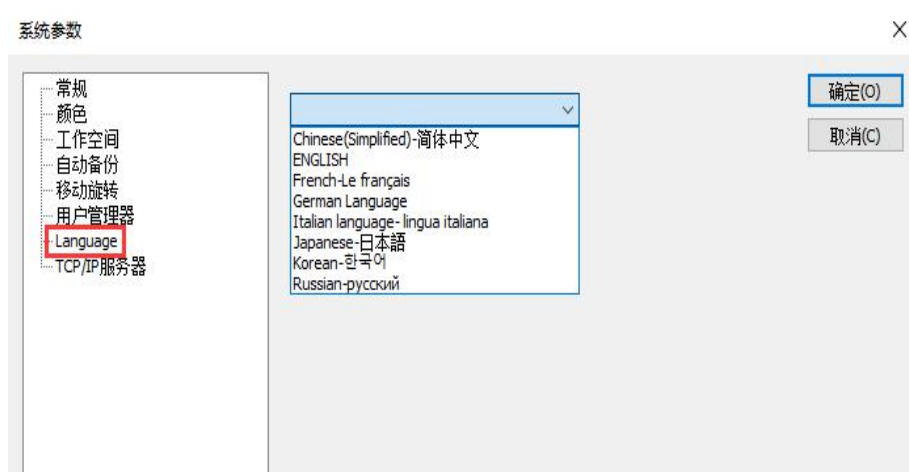 系统参数
常规
颜色
工作空间
自动备份
移动旋转
用户管理器
Language
TCP/IP服务器
Chinese(Simplified)-简体中文
ENGLISH
French-Le français
German Language
Italian language- lingua italiana
Japanese-日本語
Korean-한국어
Russian-русский
确定(O)
取消(C)